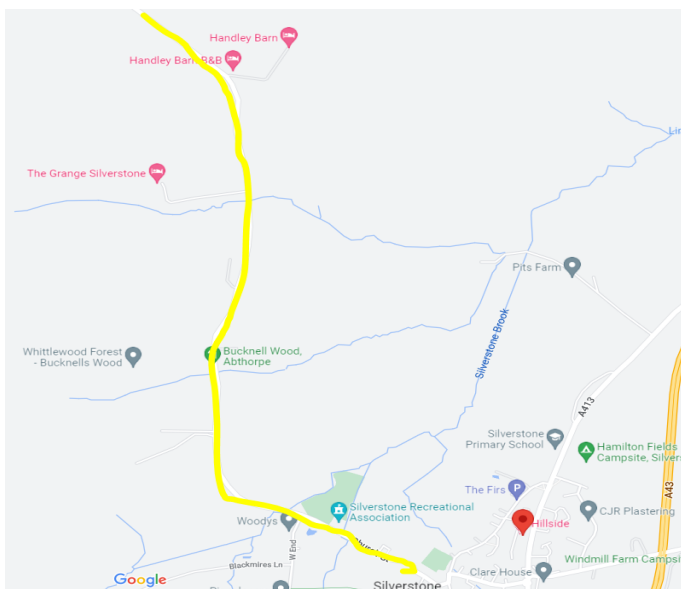 Handley Barn
Handley Barn B&B
The Grange Silverstone
Pits Farm
Silverstone Brook
Whittlewood Forest
- Bucknells Wood
Bucknell Wood,
Abthorpe
A413
Silverstone
Primary School
Hamilton Fields
Campsite, Silver
A43
The Firs
P
Silverstone Recreational
Association
Woodys
CJR Plastering
Hillside
W End
Blackmires Ln
Windmill Farm Campsi
Clare House
Google
Silverstone